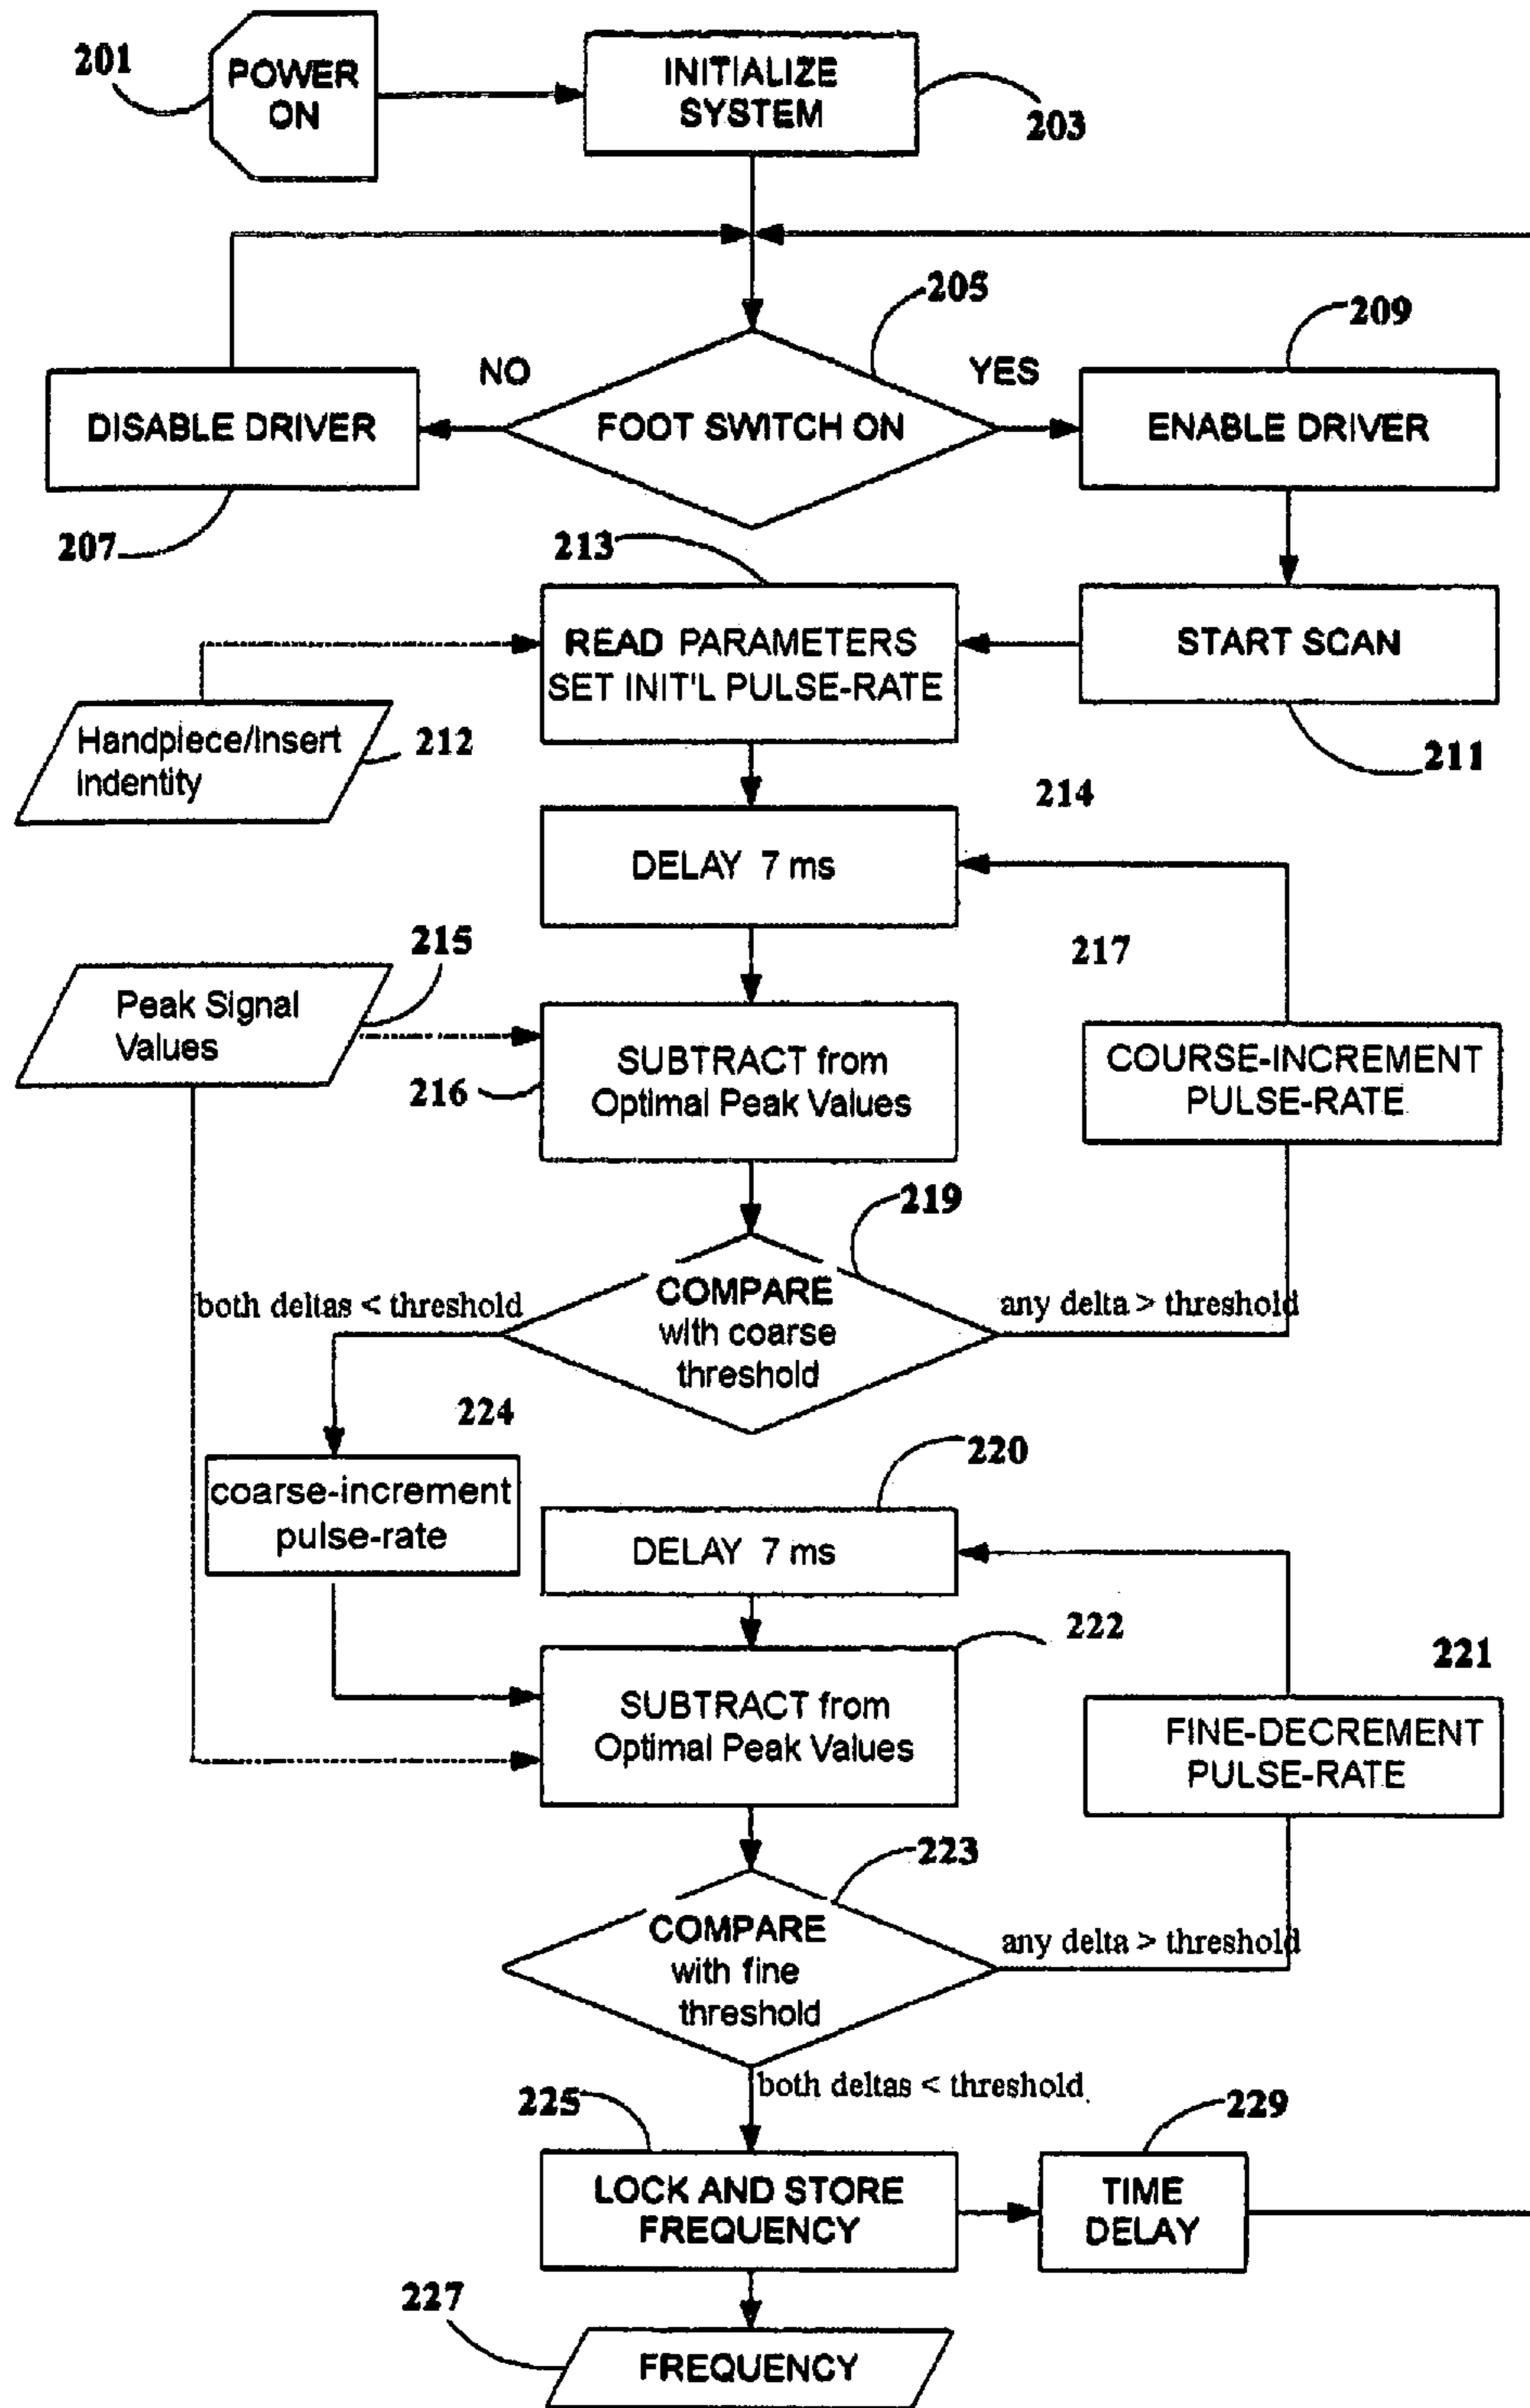 201
POWER
ON
INITIALIZE
SYSTEM
203
205
209
NO
YES
DISABLE DRIVER
FOOT SWITCH ON
ENABLE DRIVER
207
213
READ PARAMETERS
SET INIT'L PULSE-RATE
START SCAN
211
Handpiece/Insert
Indentity
212
214
DELAY 7 ms
217
215
Peak Signal
Values
216
SUBTRACT from
Optimal Peak Values
COURSE-INCREMENT
PULSE-RATE
219
both deltas < threshold
COMPARE
with coarse
threshold
any delta > threshold
224
coarse-increment
pulse-rate
220
DELAY 7 ms
222
221
SUBTRACT from
Optimal Peak Values
FINE-DECREMENT
PULSE-RATE
223
COMPARE
with fine
threshold
any delta > threshold
both deltas < threshold
225
229
LOCK AND STORE
FREQUENCY
TIME
DELAY
227
FREQUENCY